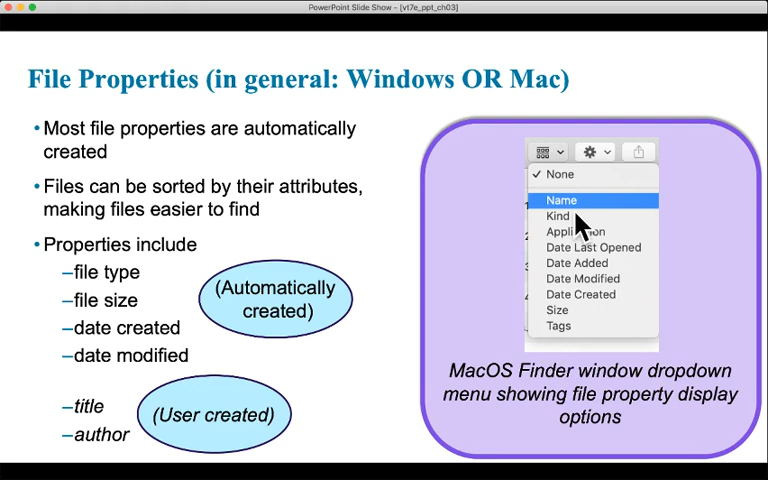 PowerPoint Slide Show - [vt7e_ppt_ch03]
File Properties (in general: Windows OR Mac)
• Most file properties are automatically
created
• Files can be sorted by their attributes,
making files easier to find
• Properties include
–file type
–file size
–date created
–date modified
(Automatically
created)
–title
–author
(User created)
✓ None
Name
Kind
Date Last Opened
Date Added
Date Modified
Date Created
Size
Tags
MacOS Finder window dropdown
menu showing file property display
options